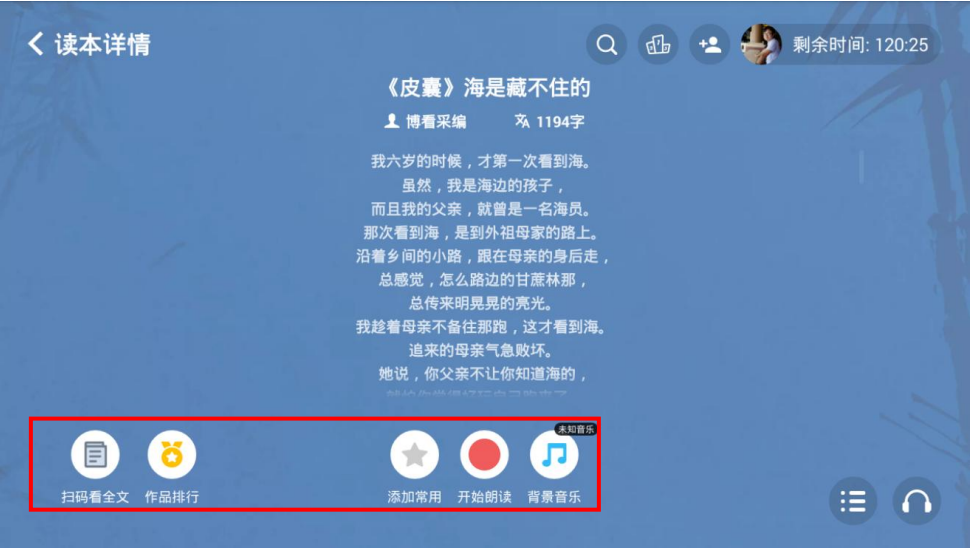 读本详情
剩余时间: 120:25
《皮囊》海是藏不住的
博看采编 1194字
我六岁的时候，才第一次看到海。
虽然，我是海边的孩子，
而且我的父亲，就曾是一名海员。
那次看到海，是到外祖母家的路上。
沿着乡间的小路，跟在母亲的身后走，
总感觉，怎么路边的甘蔗林那，
总传来明晃晃的亮光。
我趁着母亲不备往那跑，这才看到海。
追来的母亲气急败坏。
她说，你父亲不让你知道海的，
未知音乐
扫码看全文 作品排行 添加常用 开始朗读 背景音乐